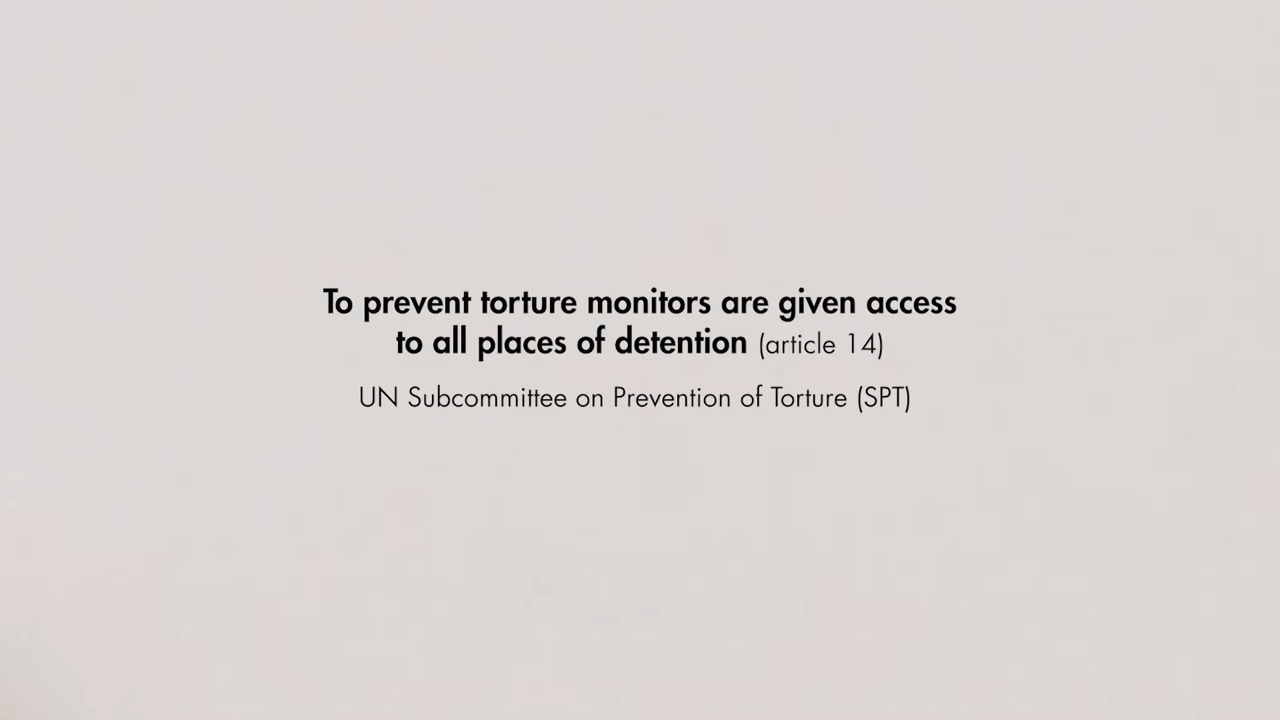 To prevent torture monitors are given access
to all places of detention (article 14)
UN Subcommittee on Prevention of Torture (SPT)